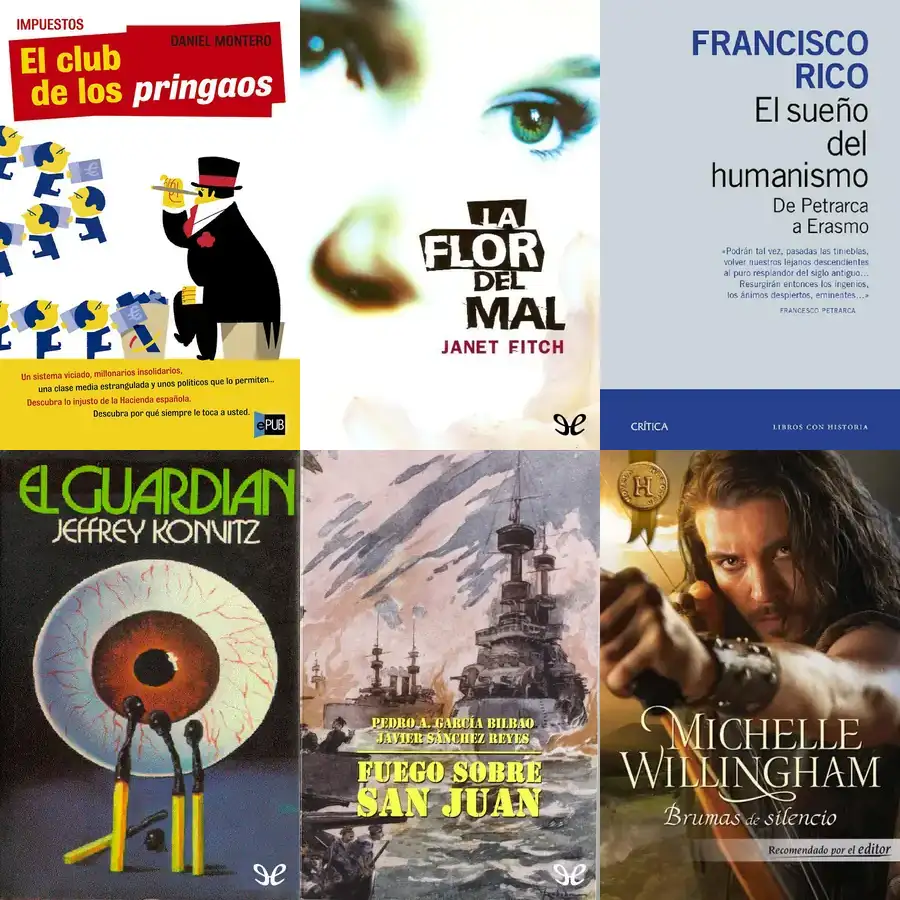 IMPUESTOS
DANIEL MONTERO
El club
de los pringaos
Un sistema viciado, millonarios insolidarios,
una clase media estrangulada y unos políticos que lo permiten...
Descubra lo injusto de la Hacienda española.
Descubra por qué siempre le toca a usted.
ePUB
LA
FLOR
DEL
MAL
JANET FITCH
FRANCISCO
RICO
El sueño
del
humanismo
De Petrarca
a Erasmo
«Podrán tal vez, pasadas las tinieblas,
volver nuestros lejanos descendientes
al puro resplandor del siglo antiguo...
Resurgirán entonces los ingenios,
los ánimos despiertos, eminentes...»
FRANCESCO PETRARCA
CRÍTICA
LIBROS CON HISTORIA
EL GUARDIAN
JEFFREY KONVITZ
PEDRO A. GARCÍA BILBAO
JAVIER SÁNCHEZ REYES
FUEGO SOBRE
SAN JUAN
H
MICHELLE
WILLINGHAM
Brumas de silencio
Recomendado por el editor